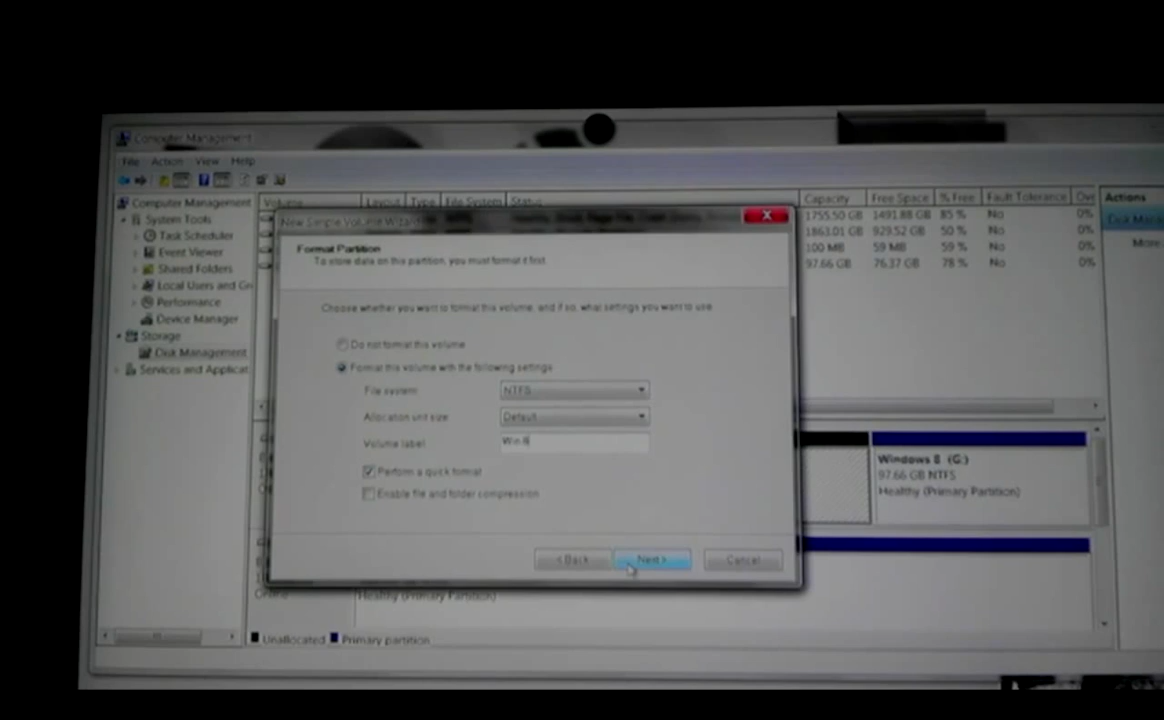 Computer Management
File Action View Help
Computer Management
System Tools
Task Scheduler
Event Viewer
Shared Folders
Local Users and Gr
Performance
Device Manager
Storage
Disk Management
Services and Applicat
Volume Layout Type File System Status
Capacity Free Space % Free Fault Tolerance Ove
1755.50 GB 1491.88 GB 85 % No 0%
1863.01 GB 929.52 GB 50 % No 0%
100 MB 59 MB 59 % No 0%
97.66 GB 76.37 GB 78 % No 0%
Actions
Disk Mana
More
New Simple Volume Wizard
Format Partition
To store data on this partition, you must format it first.
Choose whether you want to format this volume, and if so, what settings you want to use.
Do not format this volume
Format this volume with the following settings
File system: NTFS
Allocation unit size: Default
Volume label: Win 8
Perform a quick format
Enable file and folder compression
< Back Next > Cancel
Windows 8 (G:)
97.66 GB NTFS
Healthy (Primary Partition)
Online
Healthy (Primary Partition)
Unallocated Primary partition